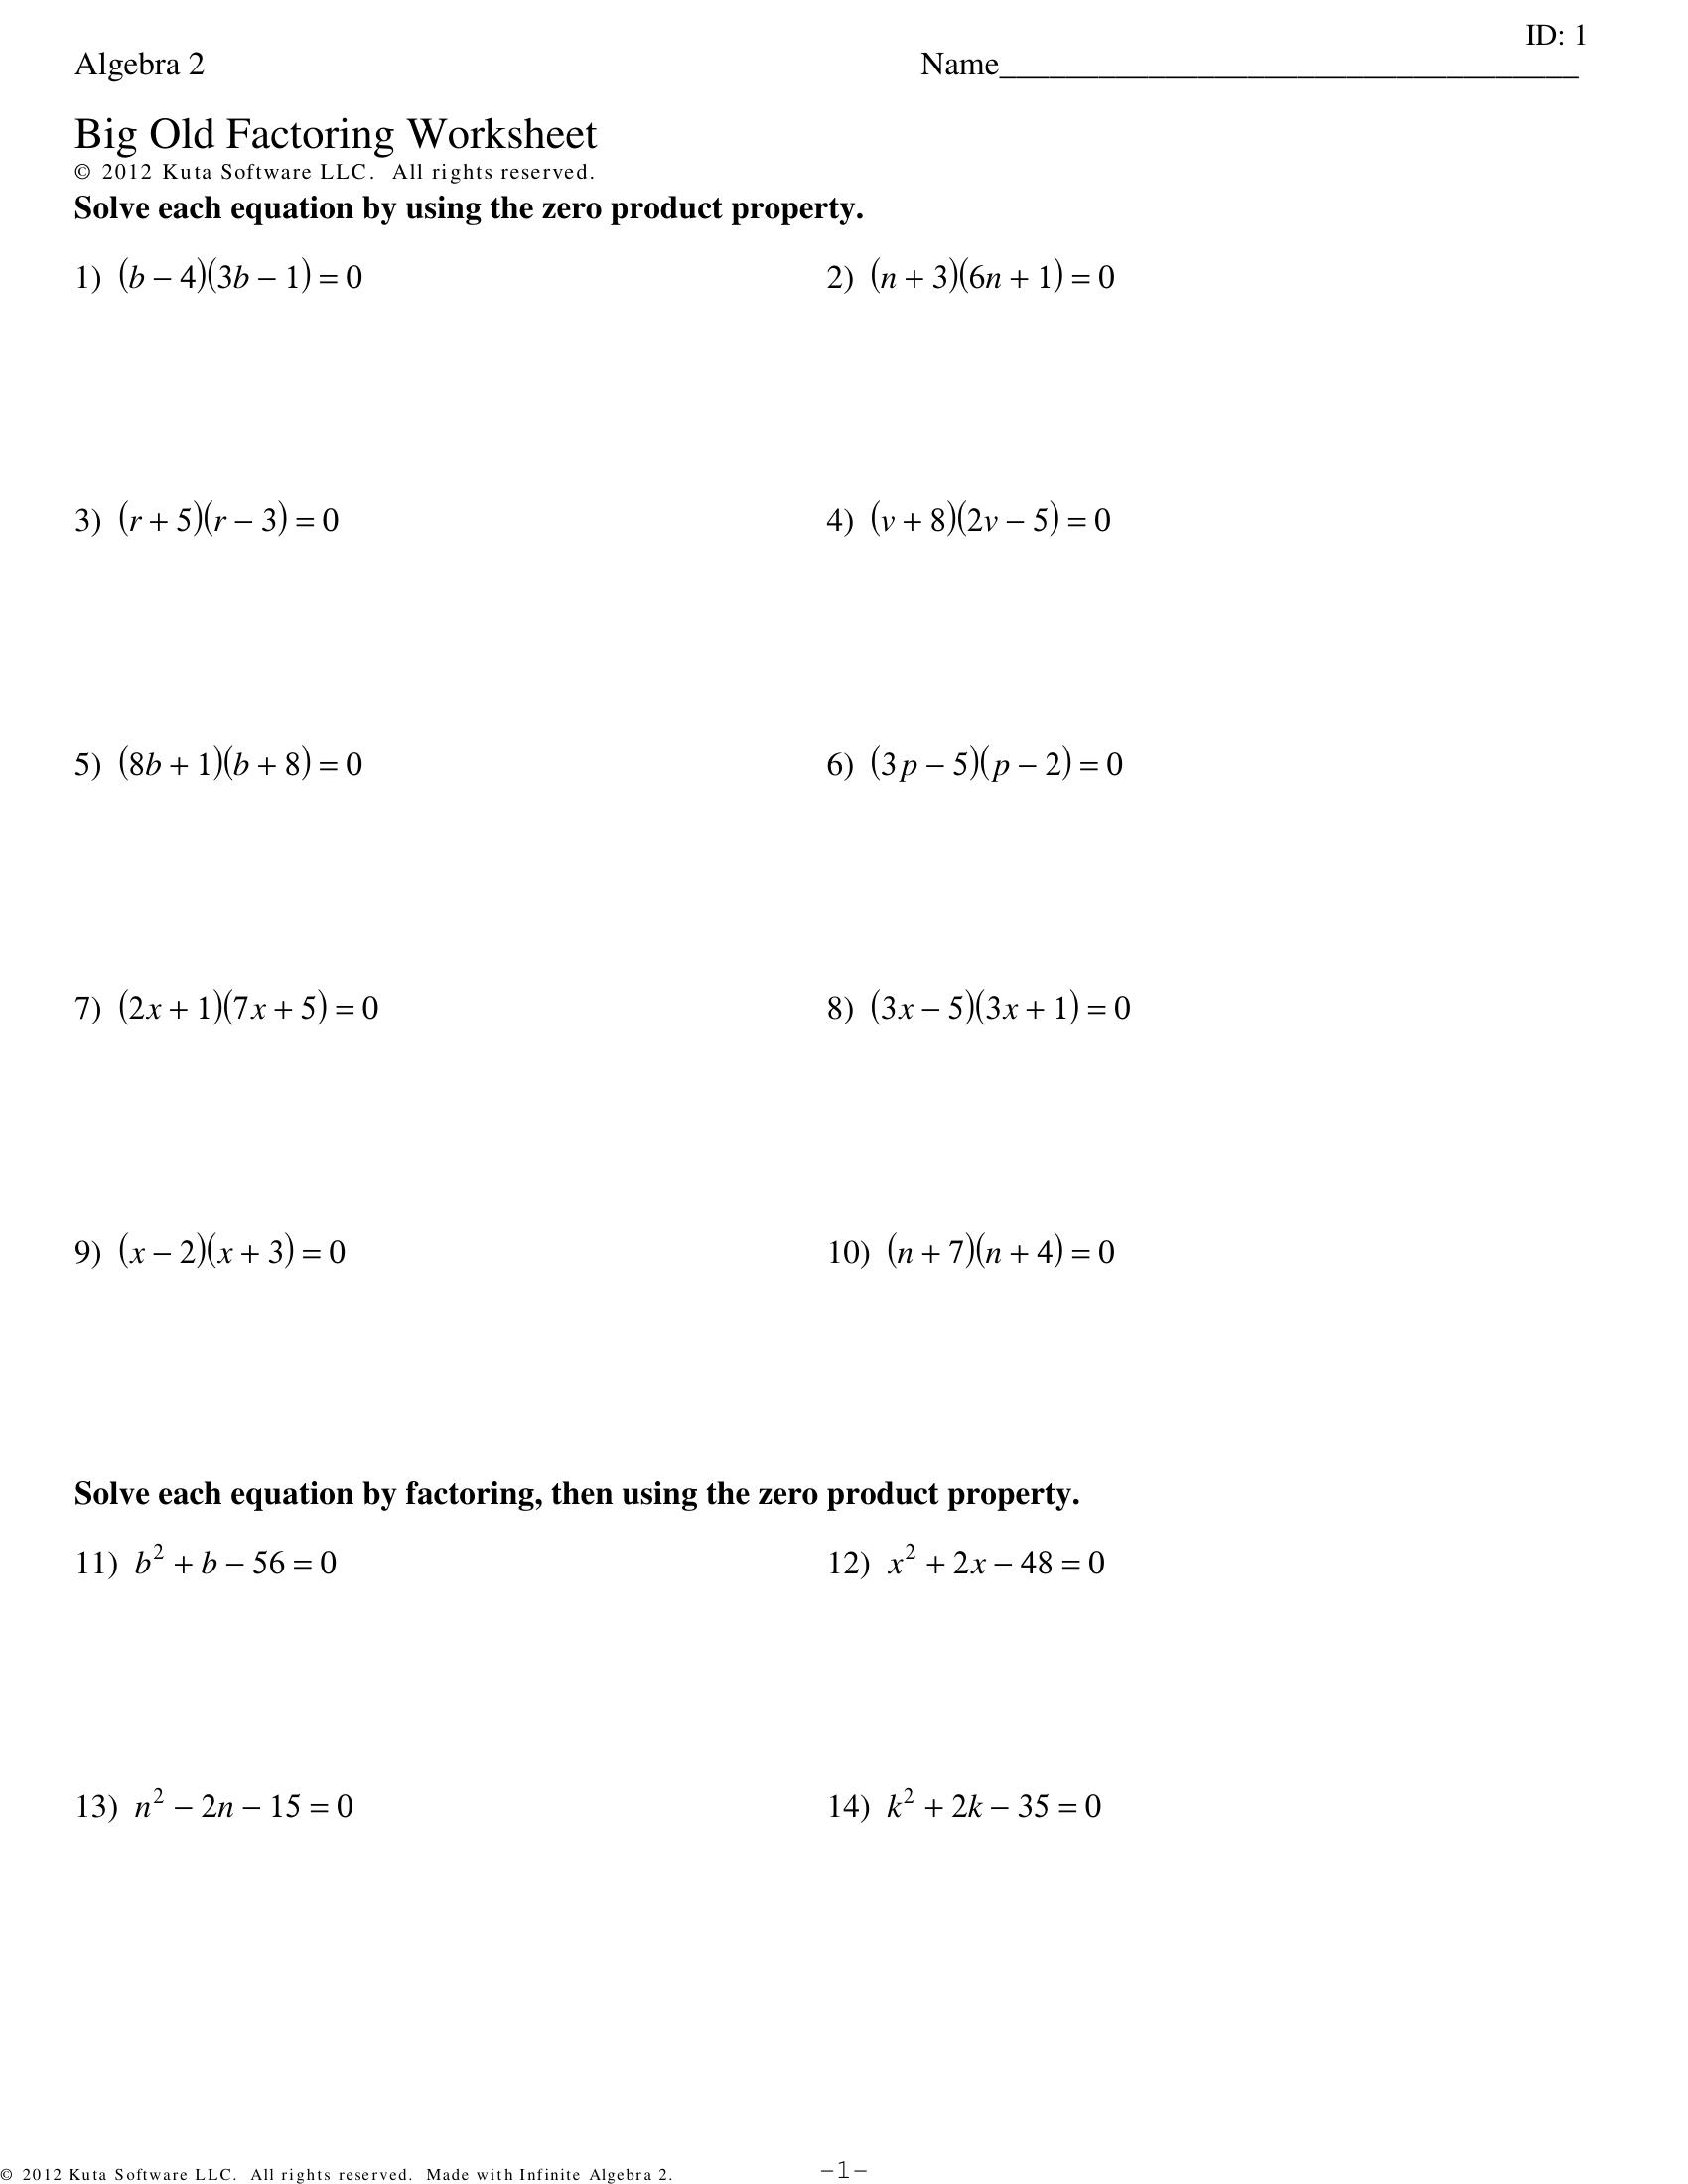 ID: 1
Algebra 2 Name___________________________________
Big Old Factoring Worksheet
© 2012 Kuta Software LLC. All rights reserved.
Solve each equation by using the zero product property.
1) (b − 4)(3b − 1) = 0 2) (n + 3)(6n + 1) = 0
3) (r + 5)(r − 3) = 0 4) (v + 8)(2v − 5) = 0
5) (8b + 1)(b + 8) = 0 6) (3p − 5)(p − 2) = 0
7) (2x + 1)(7x + 5) = 0 8) (3x − 5)(3x + 1) = 0
9) (x − 2)(x + 3) = 0 10) (n + 7)(n + 4) = 0
Solve each equation by factoring, then using the zero product property.
11) b² + b − 56 = 0 12) x² + 2x − 48 = 0
13) n² − 2n − 15 = 0 14) k² + 2k − 35 = 0
© 2012 Kuta Software LLC. All rights reserved. Made with Infinite Algebra 2. -1-